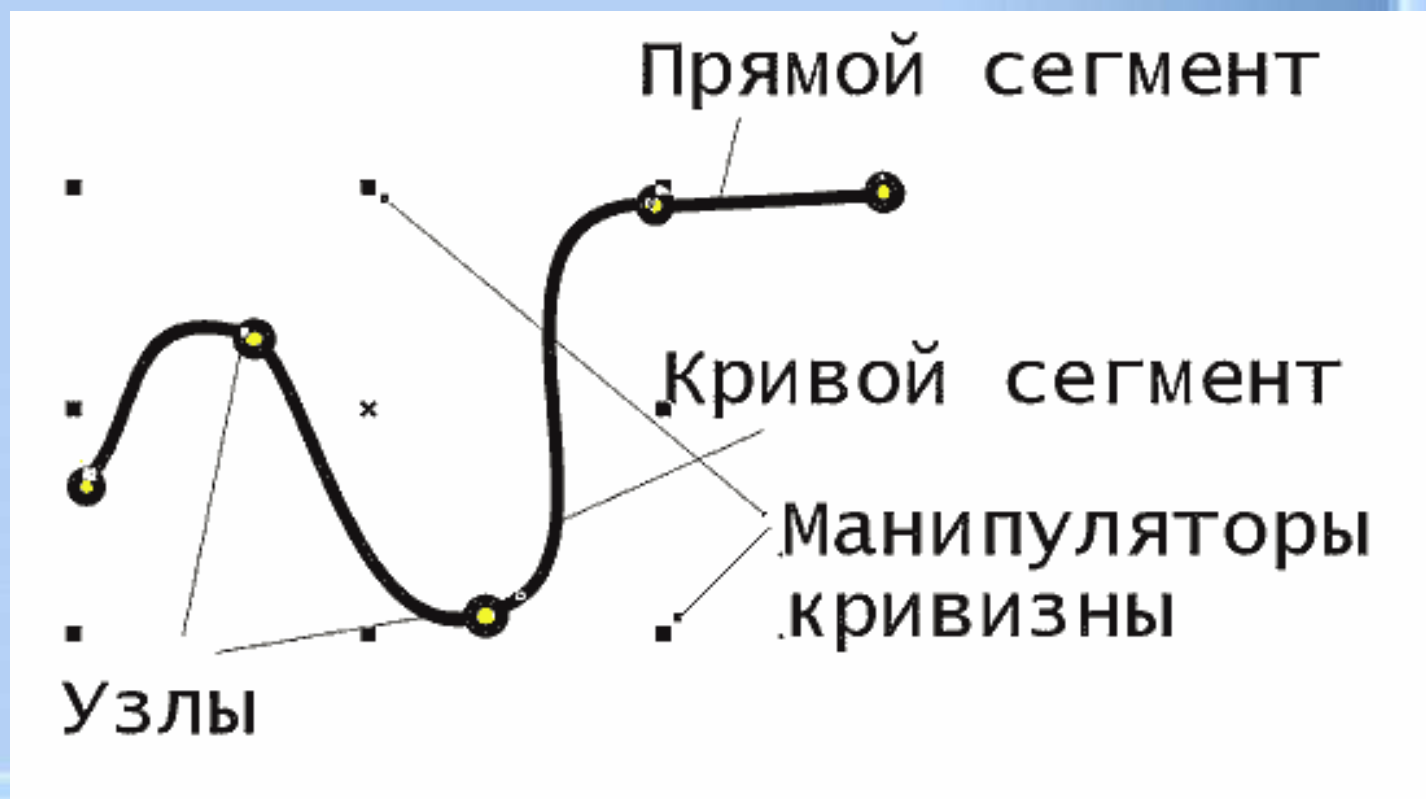 Прямой сегмент
Кривой сегмент
Манипуляторы
кривизны
Узлы